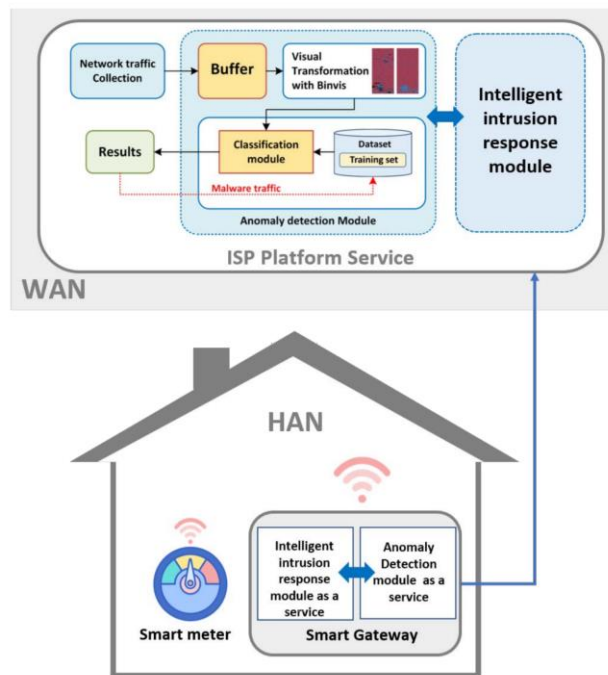 Network traffic
Collection
Buffer
Visual
Transformation
with Binvis
Intelligent
intrusion
response
module
Results
Classification
module
Dataset
Training set
Malware traffic
Anomaly detection Module
ISP Platform Service
WAN
HAN
Intelligent
intrusion
response
module as a
service
Anomaly
Detection
module as a
service
Smart meter
Smart Gateway